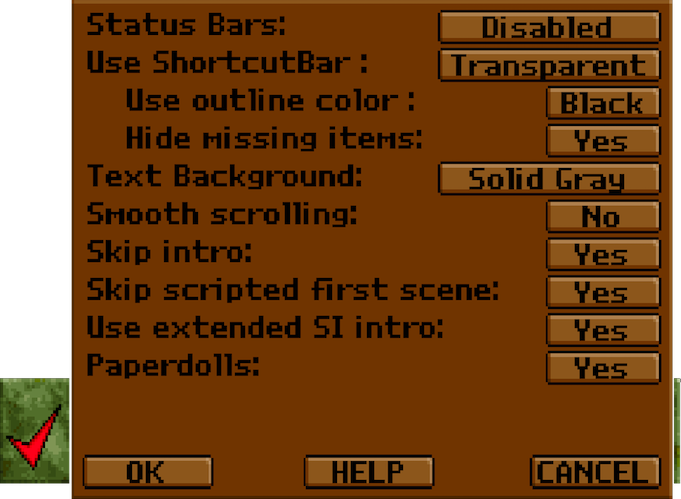 Status Bars: Disabled
Use ShortcutBar : Transparent
Use outline color : Black
Hide missing items: Yes
Text Background: Solid Gray
Smooth scrolling: No
Skip intro: Yes
Skip scripted first scene: Yes
Use extended SI intro: Yes
Paperdolls: Yes
OK HELP CANCEL